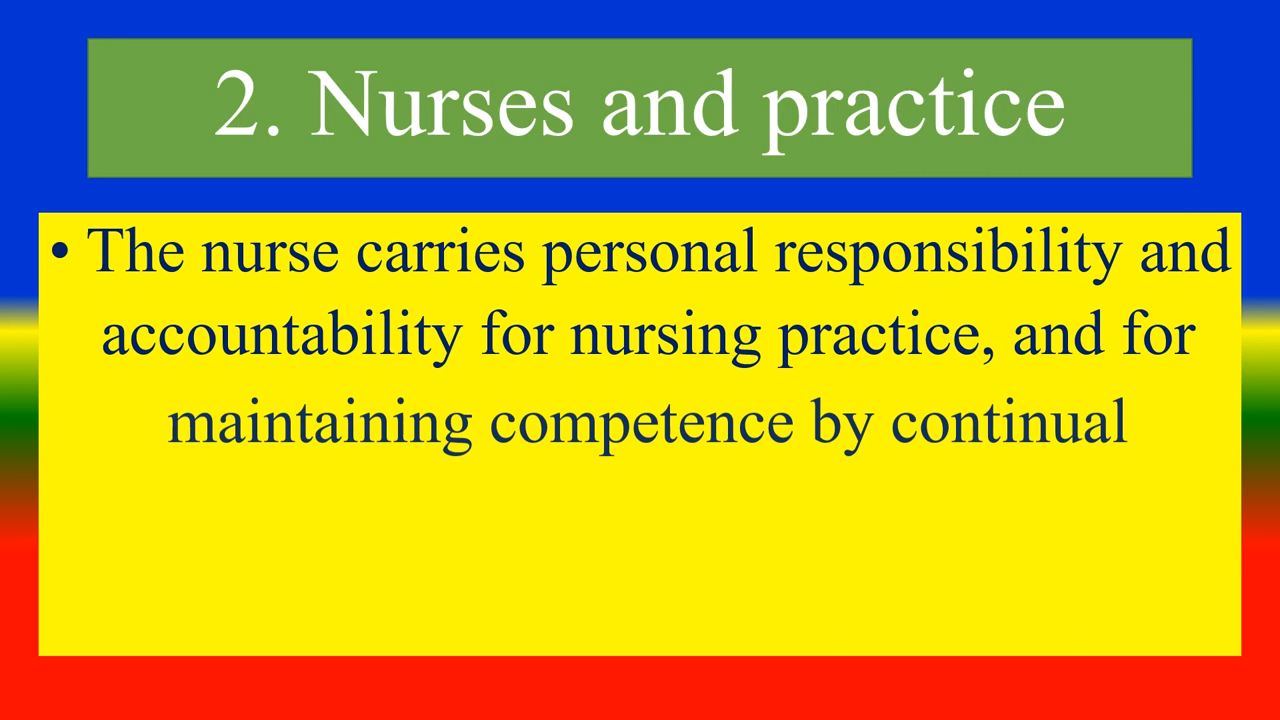 2. Nurses and practice
• The nurse carries personal responsibility and
accountability for nursing practice, and for
maintaining competence by continual